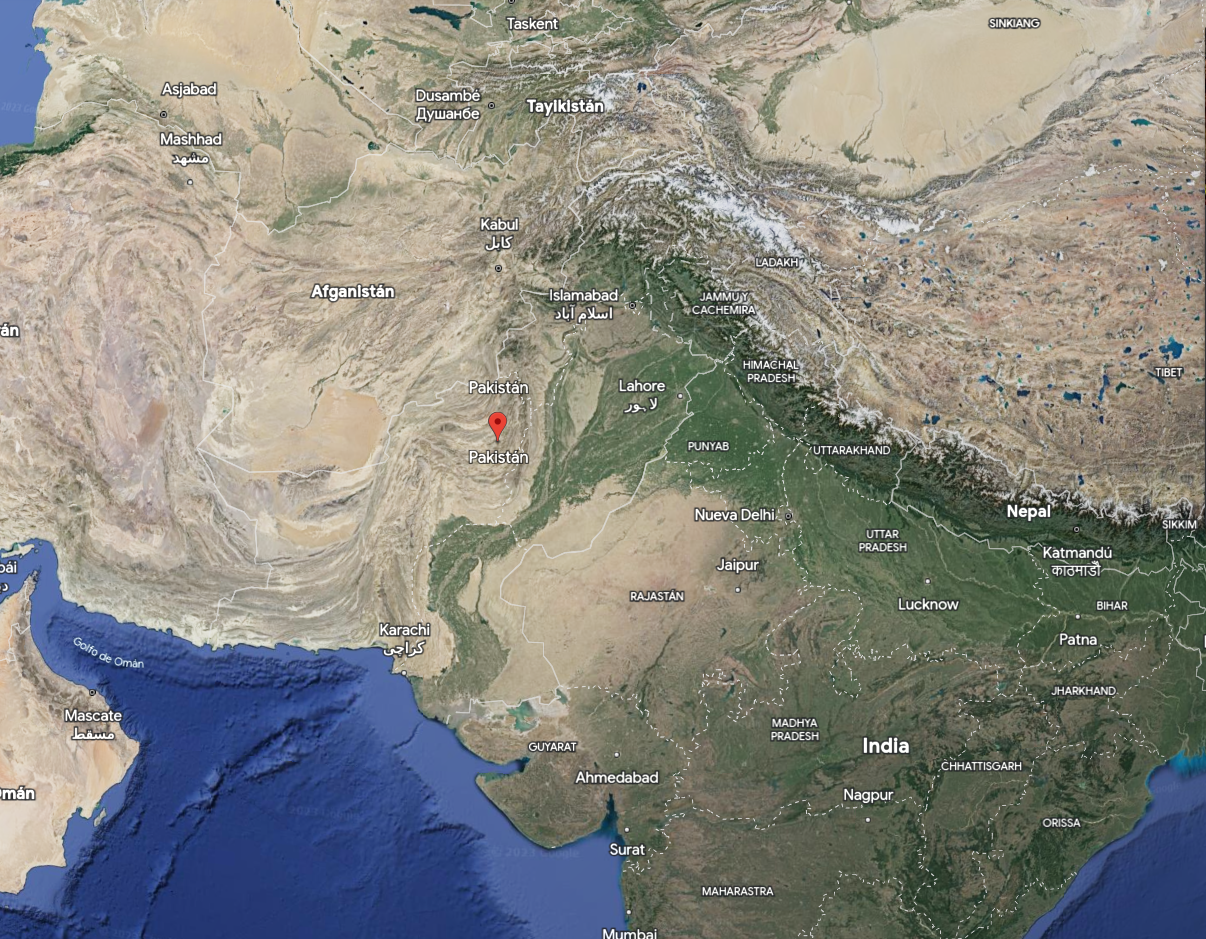 Taskent
SINKIANG
Asjabad
Dusambé
Душанбе
Tayikistán
Mashhad
مشهد
Kabul
کابل
LADAKH
Afganistán
Islamabad
اسلام آباد
JAMMU Y
CACHEMIRA
án
HIMACHAL
PRADESH
TIBET
Pakistán
Lahore
لاہور
PUNYAB
UTTARAKHAND
Pakistán
Nueva Delhi
Nepal
SIKKIM
UTTAR
PRADESH
Katmandú
काठमाडौँ
bái
Jaipur
RAJASTÁN
Lucknow
BIHAR
Karachi
کراچی
Patna
Golfo de Omán
JHARKHAND
Mascate
مسقط
MADHYA
PRADESH
GUYARAT
India
CHHATTISGARH
Ahmedabad
Omán
Nagpur
ORISSA
Surat
MAHARASTRA
Mumbai